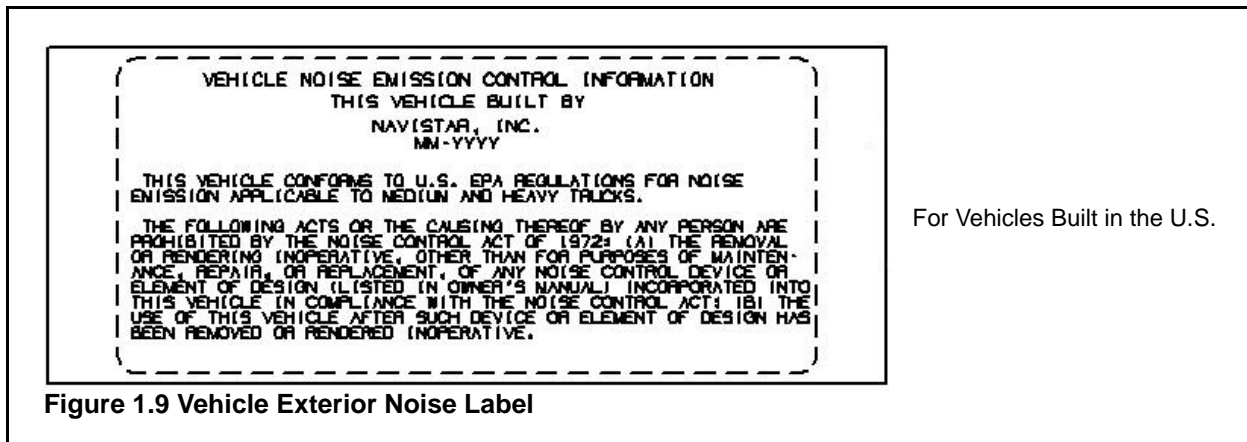 VEHICLE NOISE EMISSION CONTROL INFORMATION
THIS VEHICLE BUILT BY
NAVISTAR, INC.
MM-YYYY
THIS VEHICLE CONFORMS TO U.S. EPA REGULATIONS FOR NOISE
EMISSION APPLICABLE TO MEDIUM AND HEAVY TRUCKS.
THE FOLLOWING ACTS OR THE CAUSING THEREOF BY ANY PERSON ARE
PROHIBITED BY THE NOISE CONTROL ACT OF 1972: (A) THE REMOVAL
OR RENDERING INOPERATIVE, OTHER THAN FOR PURPOSES OF MAINTEN-
ANCE, REPAIR, OR REPLACEMENT, OF ANY NOISE CONTROL DEVICE OR
ELEMENT OF DESIGN (LISTED IN OWNER'S MANUAL) INCORPORATED INTO
THIS VEHICLE IN COMPLIANCE WITH THE NOISE CONTROL ACT; (B) THE
USE OF THIS VEHICLE AFTER SUCH DEVICE OR ELEMENT OF DESIGN HAS
BEEN REMOVED OR RENDERED INOPERATIVE.
For Vehicles Built in the U.S.
Figure 1.9 Vehicle Exterior Noise Label